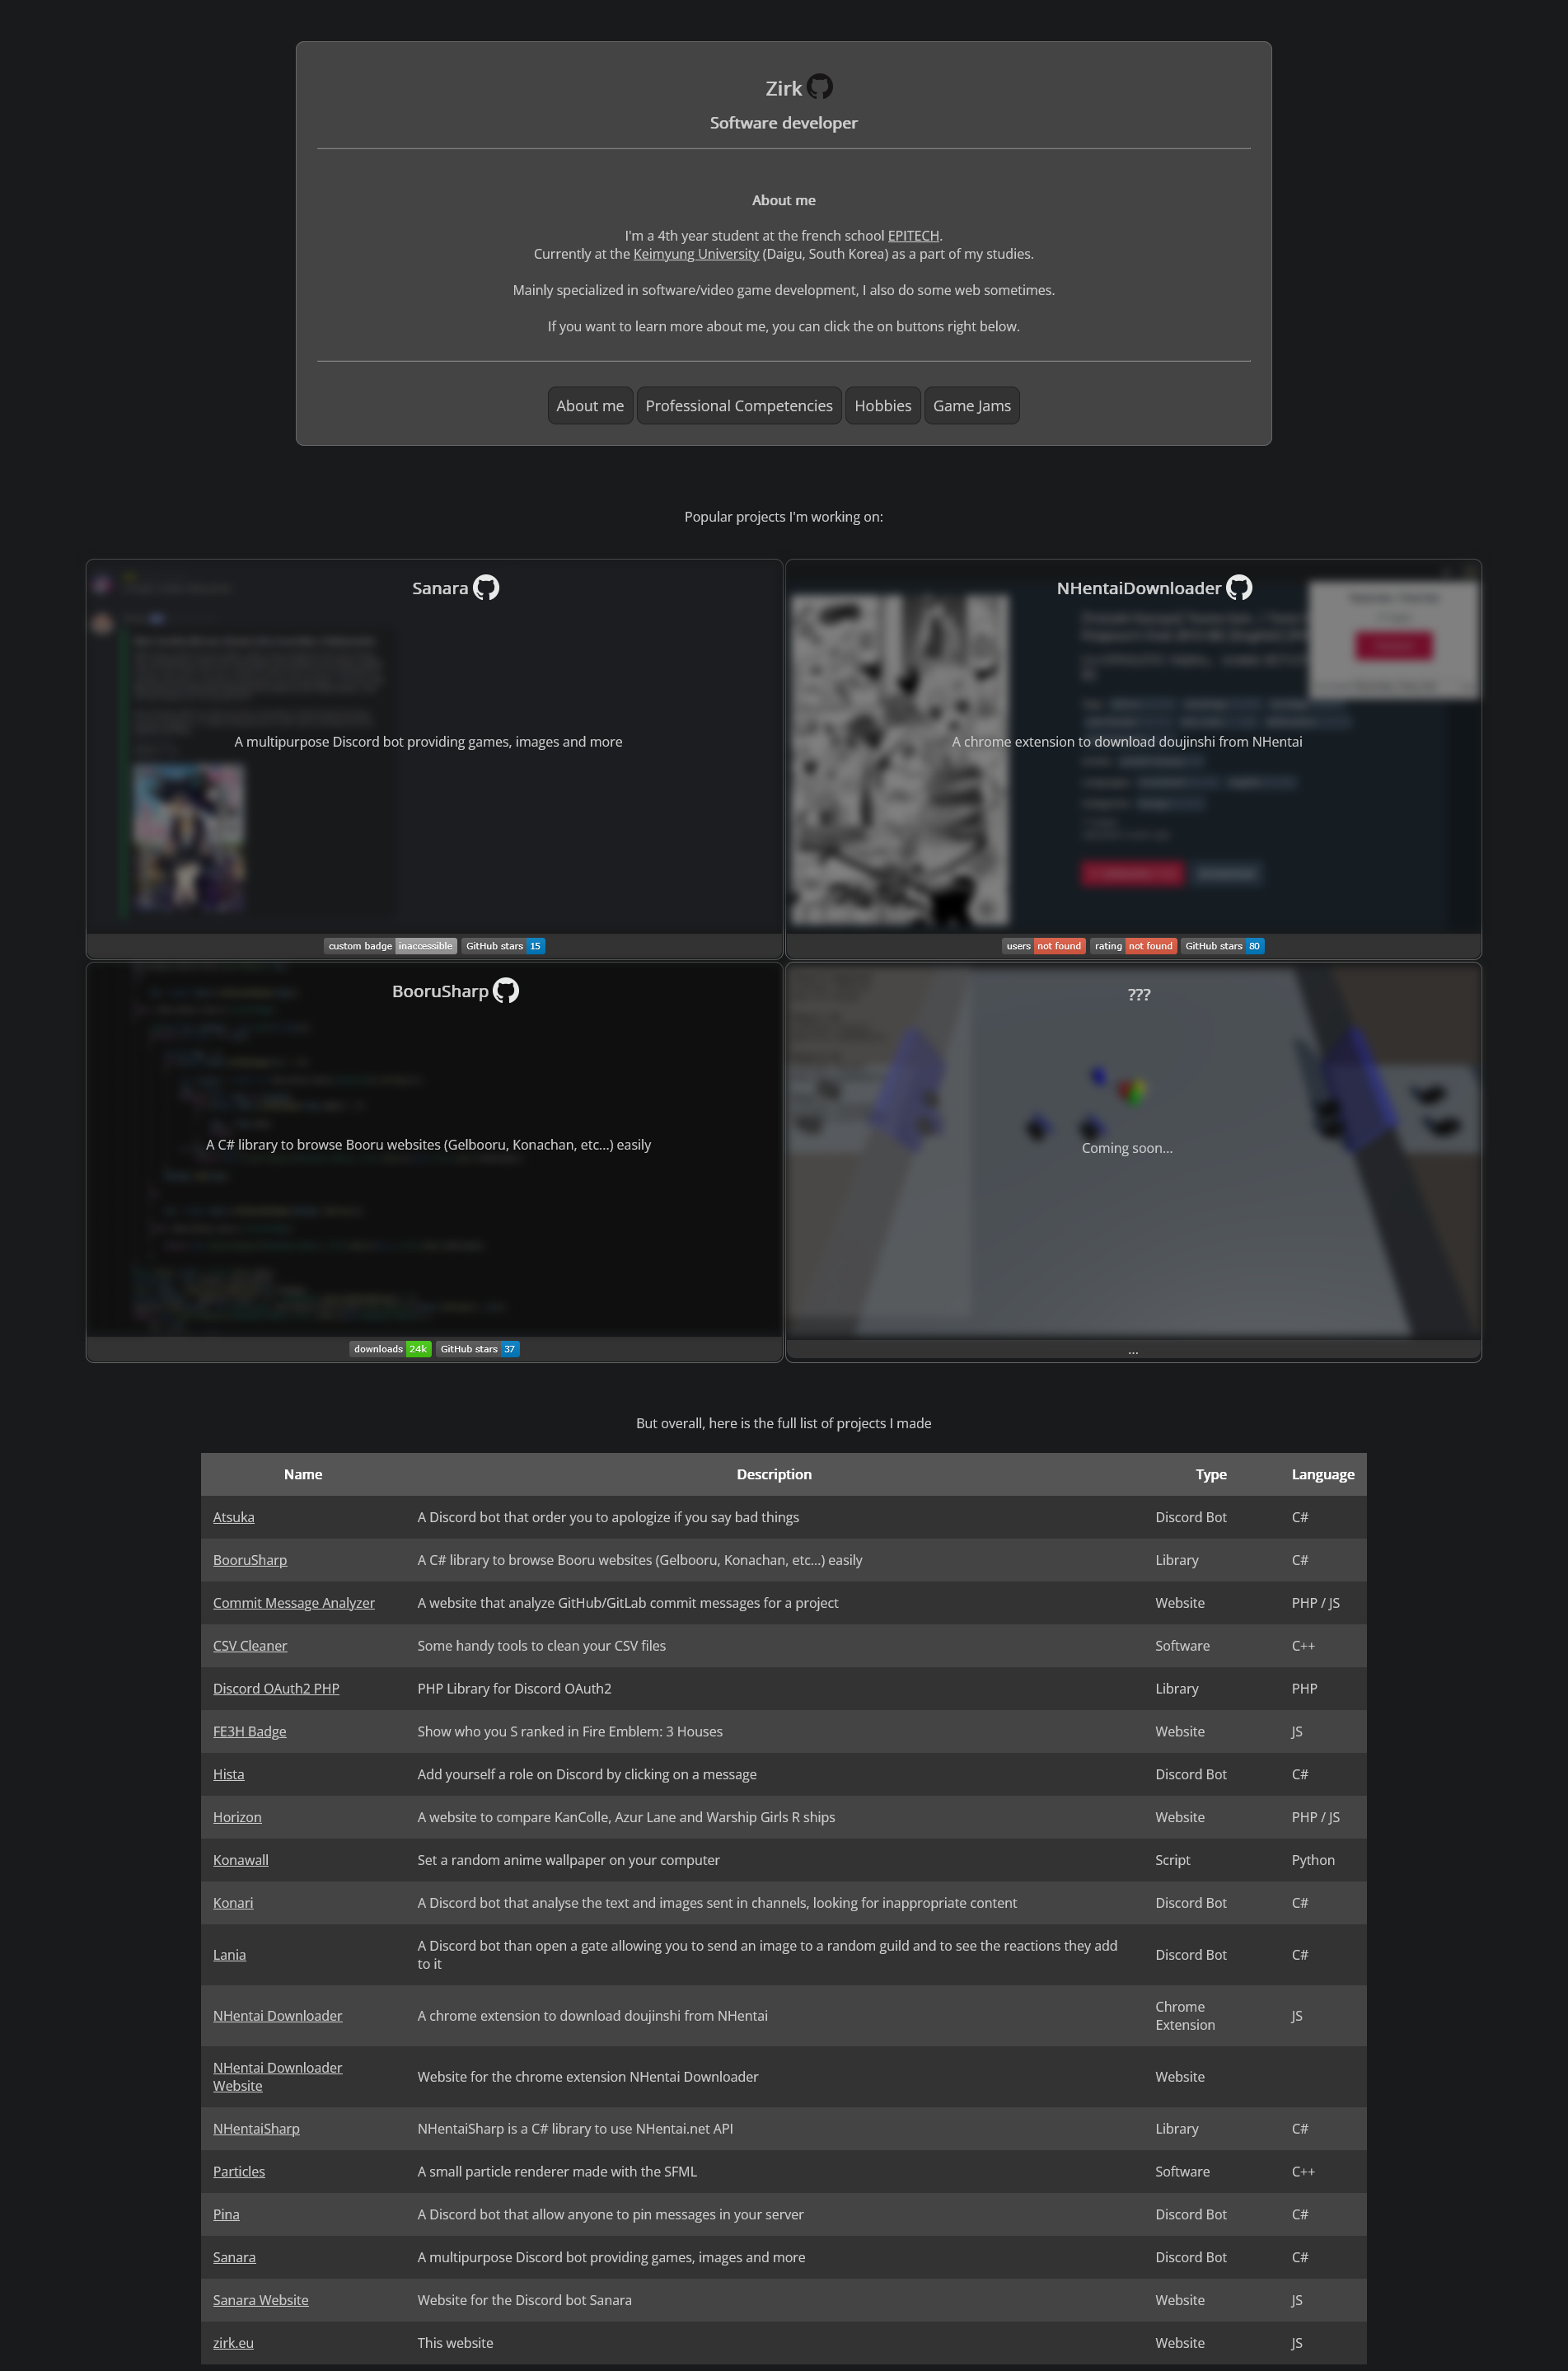 Zirk
Software developer
About me
I'm a 4th year student at the french school EPITECH.
Currently at the Keimyung University (Daigu, South Korea) as a part of my studies.
Mainly specialized in software/video game development, I also do some web sometimes.
If you want to learn more about me, you can click the on buttons right below.
About me Professional Competencies Hobbies Game Jams
Popular projects I'm working on:
Sanara
A multipurpose Discord bot providing games, images and more
custom badge inaccessible GitHub stars 15
NHentaiDownloader
A chrome extension to download doujinshi from NHentai
users not found rating not found GitHub stars 80
BooruSharp
A C# library to browse Booru websites (Gelbooru, Konachan, etc...) easily
downloads 24k GitHub stars 37
???
Coming soon...
...
But overall, here is the full list of projects I made
Name Description Type Language
Atsuka A Discord bot that order you to apologize if you say bad things Discord Bot C#
BooruSharp A C# library to browse Booru websites (Gelbooru, Konachan, etc...) easily Library C#
Commit Message Analyzer A website that analyze GitHub/GitLab commit messages for a project Website PHP / JS
CSV Cleaner Some handy tools to clean your CSV files Software C++
Discord OAuth2 PHP PHP Library for Discord OAuth2 Library PHP
FE3H Badge Show who you S ranked in Fire Emblem: 3 Houses Website JS
Hista Add yourself a role on Discord by clicking on a message Discord Bot C#
Horizon A website to compare KanColle, Azur Lane and Warship Girls R ships Website PHP / JS
Konawall Set a random anime wallpaper on your computer Script Python
Konari A Discord bot that analyse the text and images sent in channels, looking for inappropriate content Discord Bot C#
Lania A Discord bot than open a gate allowing you to send an image to a random guild and to see the reactions they add
to it Discord Bot C#
NHentai Downloader A chrome extension to download doujinshi from NHentai Chrome
Extension JS
NHentai Downloader
Website Website for the chrome extension NHentai Downloader Website
NHentaiSharp NHentaiSharp is a C# library to use NHentai.net API Library C#
Particles A small particle renderer made with the SFML Software C++
Pina A Discord bot that allow anyone to pin messages in your server Discord Bot C#
Sanara A multipurpose Discord bot providing games, images and more Discord Bot C#
Sanara Website Website for the Discord bot Sanara Website JS
zirk.eu This website Website JS